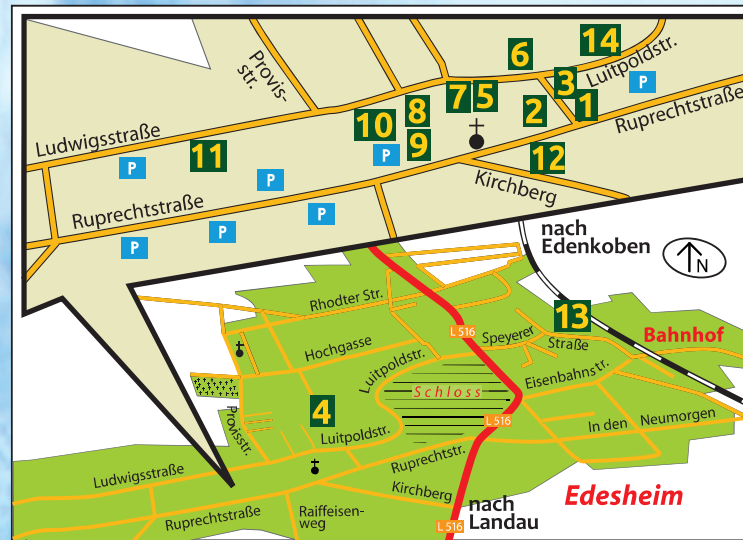 6
14
Provis-
str.
3
Luitpoldstr.
P
7
5
8
2
1
Ruprechtstraße
10
9
Ludwigsstraße
11
P
P
12
P
Kirchberg
Ruprechtstraße
P
P
P
nach
Edenkoben
N
Rhodter Str.
13
L 516
Speyerer
Straße
Bahnhof
Hochgasse
Luitpoldstr.
Eisenbahnstr.
Schloss
4
Provisstr.
Luitpoldstr.
L 516
In den Neumorgen
Ruprechtstr.
Ludwigsstraße
Kirchberg
Edesheim
Ruprechtstraße
Raiffeisen-
weg
nach
Landau
L 516